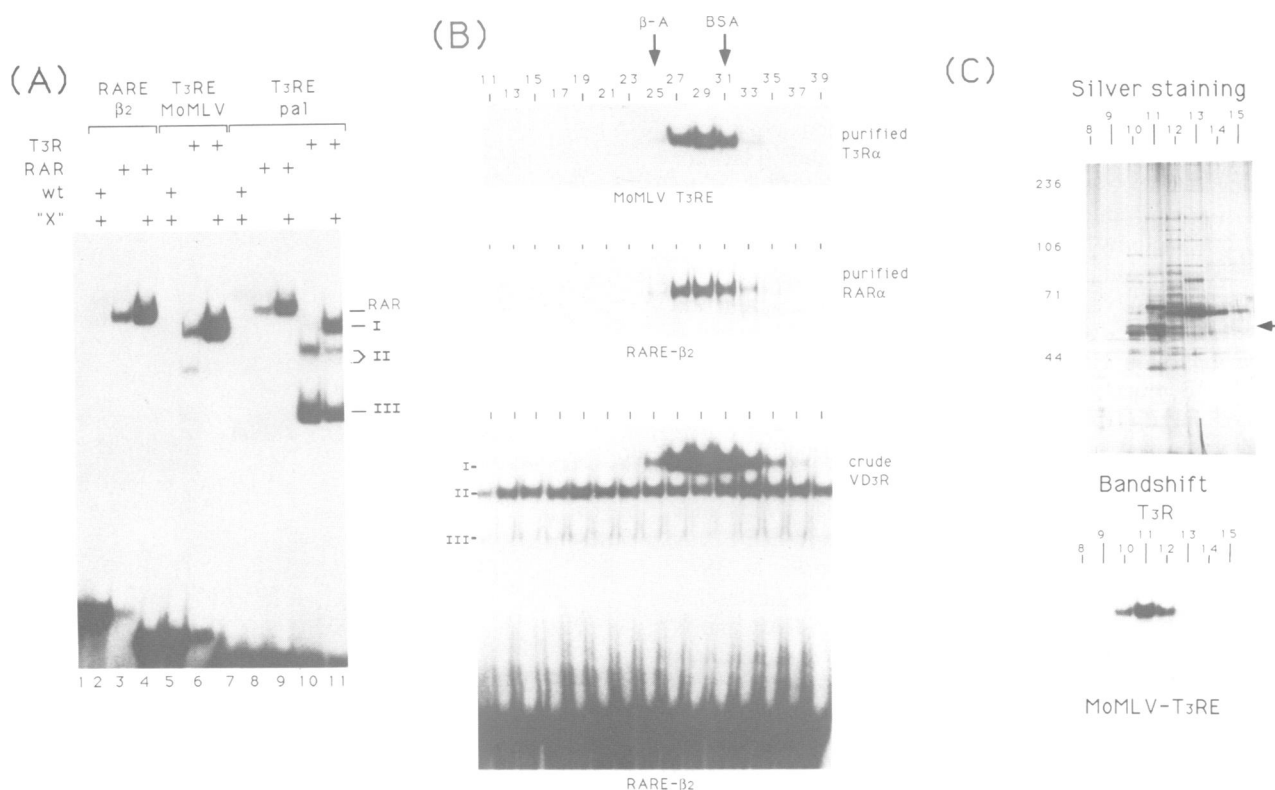 (A)
RARE β2 T3RE MoMLV T3RE pal
T3R + + + +
RAR + + + +
wt + + +
"X" + + + + + + +
RAR
I
II
III
1 2 3 4 5 6 7 8 9 10 11
(B)
β-A BSA
11 13 15 17 19 21 23 25 27 29 31 33 35 37 39
purified T3Rα
MoMLV T3RE
purified RARα
RARE-β2
I
II
III
crude VD3R
RARE-β2
(C)
Silver staining
8 9 10 11 12 13 14 15
236
106
71
44
Bandshift
T3R
8 9 10 11 12 13 14 15
MoMLV-T3RE